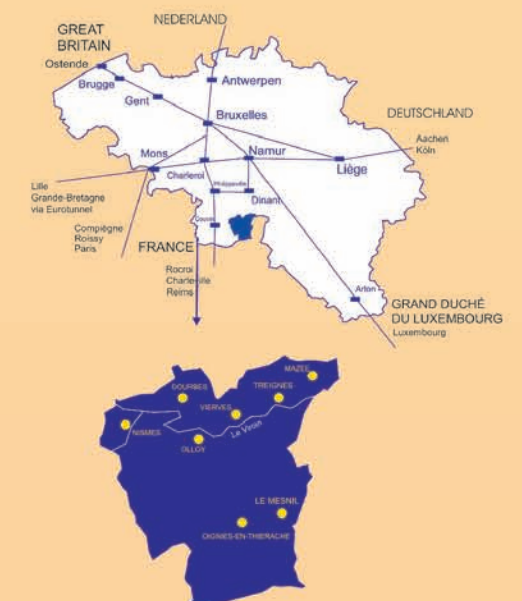 NEDERLAND
GREAT
BRITAIN
Ostende
Brugge
Antwerpen
Gent
Bruxelles
DEUTSCHLAND
Aachen
Köln
Mons
Namur
Charleroi
Liège
Philippeville
Dinant
Lille
Grande-Bretagne
via Eurotunnel
Couvin
Compiègne
Roissy
Paris
FRANCE
Rocroi
Charleville
Reims
Arlon
GRAND DUCHÉ
DU LUXEMBOURG
Luxembourg
MAZEE
DOURBES
TREIGNES
VIERVES
NISMES
Le Viroin
OLLOY
LE MESNIL
OIGNIES-EN-THIERACHE